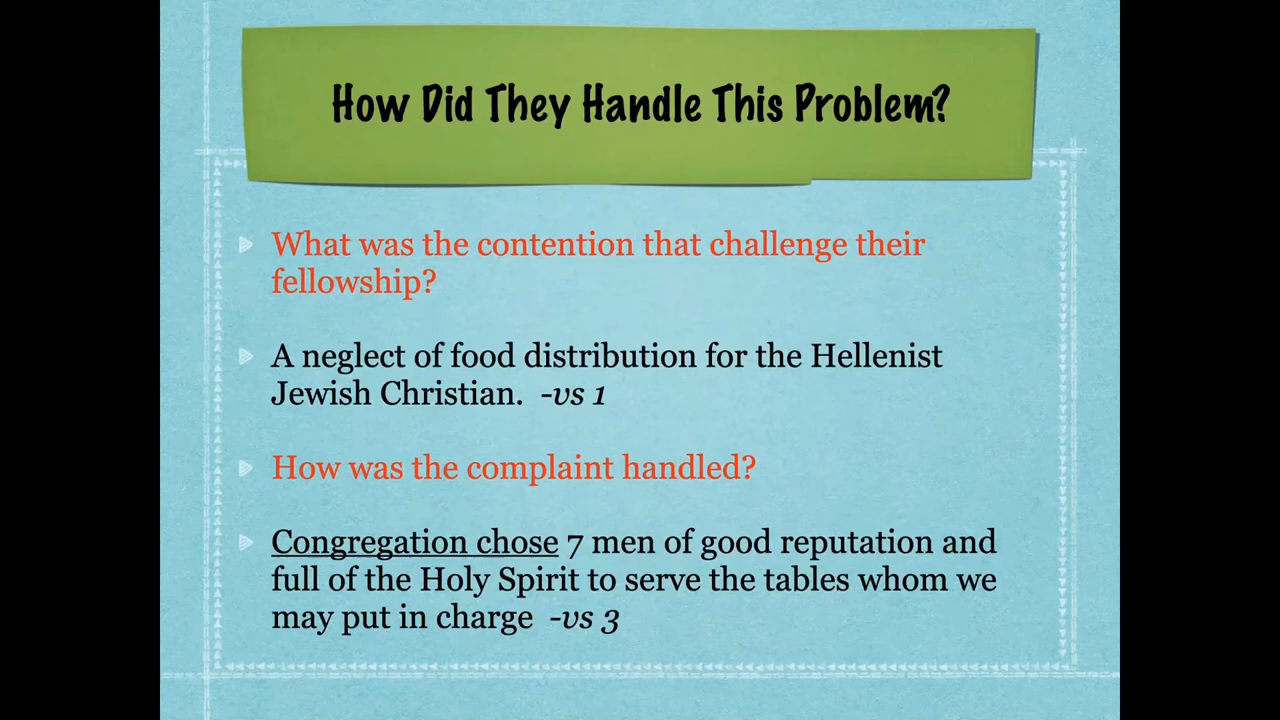 How Did They Handle This Problem?
What was the contention that challenge their
fellowship?
A neglect of food distribution for the Hellenist
Jewish Christian.  -vs 1
How was the complaint handled?
Congregation chose 7 men of good reputation and
full of the Holy Spirit to serve the tables whom we
may put in charge  -vs 3